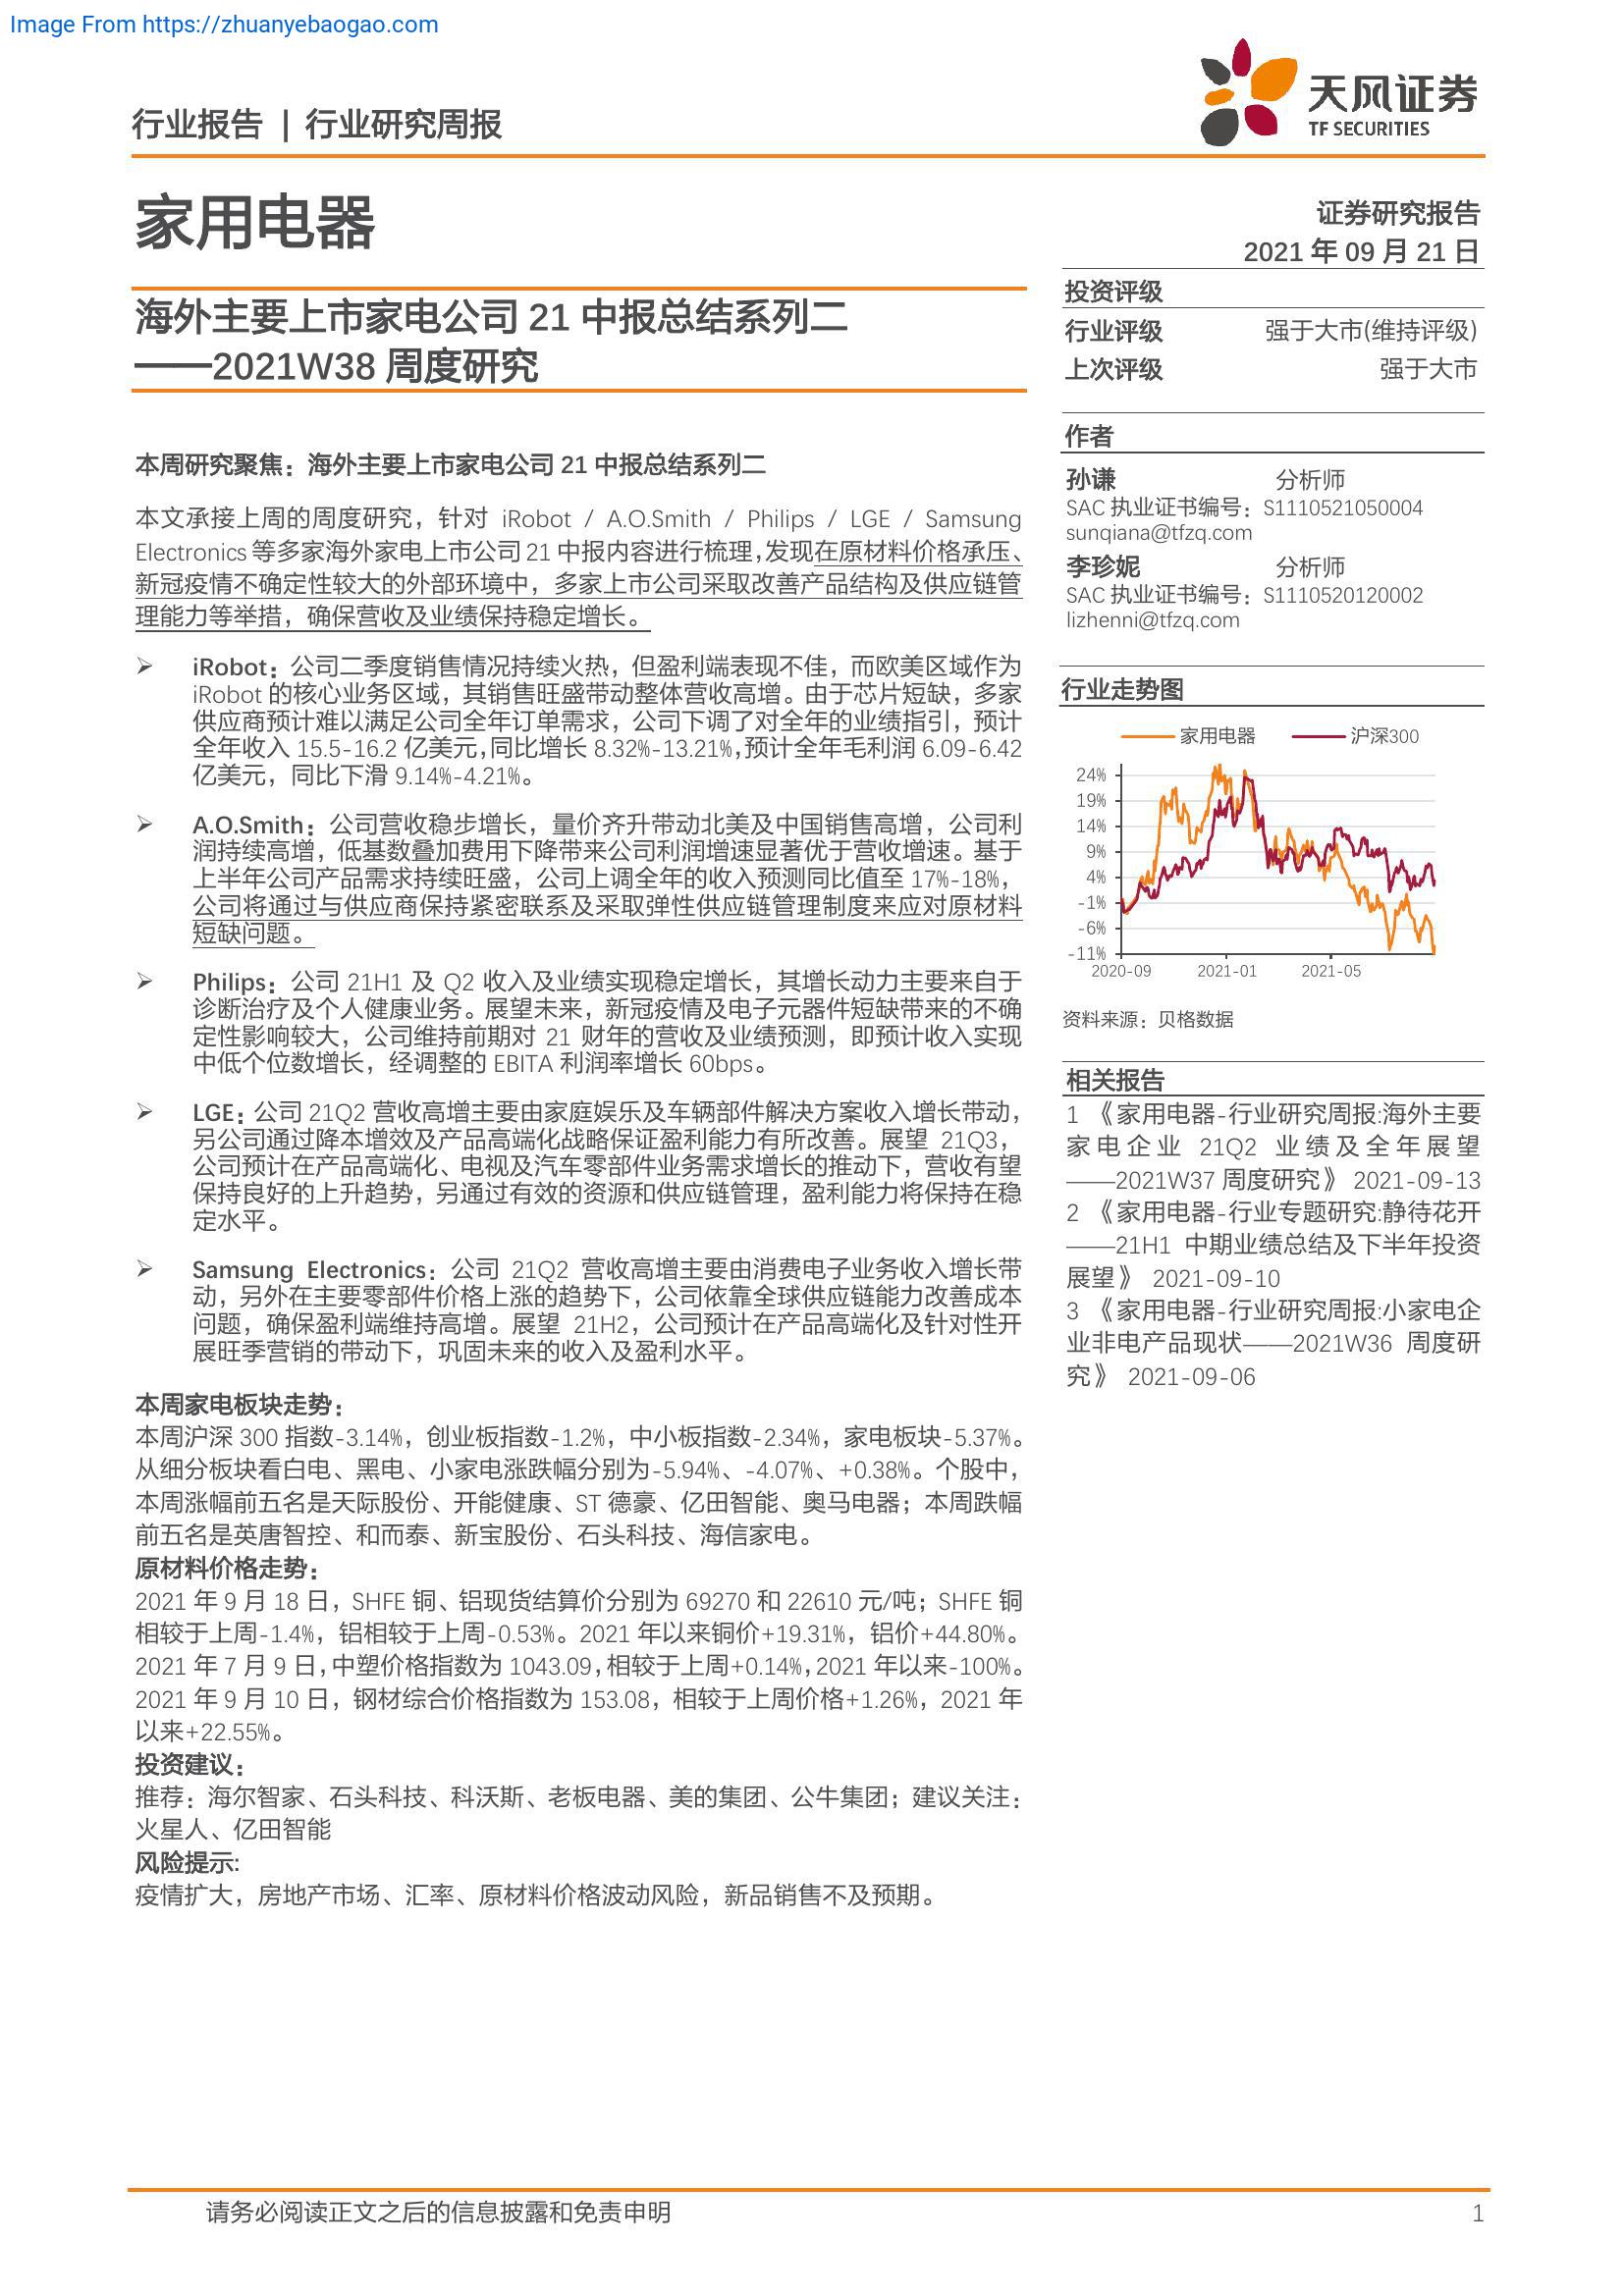 Image From https://zhuanyebaogao.com
行业报告 | 行业研究周报
天风证券
TF SECURITIES
家用电器
证券研究报告
2021 年 09 月 21 日
海外主要上市家电公司 21 中报总结系列二
——2021W38 周度研究
本周研究聚焦：海外主要上市家电公司 21 中报总结系列二
本文承接上周的周度研究，针对 iRobot / A.O.Smith / Philips / LGE / Samsung
Electronics 等多家海外家电上市公司 21 中报内容进行梳理，发现在原材料价格承压、
新冠疫情不确定性较大的外部环境中，多家上市公司采取改善产品结构及供应链管
理能力等举措，确保营收及业绩保持稳定增长。
➢ iRobot：公司二季度销售情况持续火热，但盈利端表现不佳，而欧美区域作为
iRobot 的核心业务区域，其销售旺盛带动整体营收高增。由于芯片短缺，多家
供应商预计难以满足公司全年订单需求，公司下调了对全年的业绩指引，预计
全年收入 15.5-16.2 亿美元，同比增长 8.32%-13.21%，预计全年毛利润 6.09-6.42
亿美元，同比下滑 9.14%-4.21%。
➢ A.O.Smith：公司营收稳步增长，量价齐升带动北美及中国销售高增，公司利
润持续高增，低基数叠加费用下降带来公司利润增速显著优于营收增速。基于
上半年公司产品需求持续旺盛，公司上调全年的收入预测同比值至 17%-18%，
公司将通过与供应商保持紧密联系及采取弹性供应链管理制度来应对原材料
短缺问题。
➢ Philips：公司 21H1 及 Q2 收入及业绩实现稳定增长，其增长动力主要来自于
诊断治疗及个人健康业务。展望未来，新冠疫情及电子元器件短缺带来的不确
定性影响较大，公司维持前期对 21 财年的营收及业绩预测，即预计收入实现
中低个位数增长，经调整的 EBITA 利润率增长 60bps。
➢ LGE：公司 21Q2 营收高增主要由家庭娱乐及车辆部件解决方案收入增长带动，
另公司通过降本增效及产品高端化战略保证盈利能力有所改善。展望 21Q3，
公司预计在产品高端化、电视及汽车零部件业务需求增长的推动下，营收有望
保持良好的上升趋势，另通过有效的资源和供应链管理，盈利能力将保持在稳
定水平。
➢ Samsung Electronics：公司 21Q2 营收高增主要由消费电子业务收入增长带
动，另外在主要零部件价格上涨的趋势下，公司依靠全球供应链能力改善成本
问题，确保盈利端维持高增。展望 21H2，公司预计在产品高端化及针对性开
展旺季营销的带动下，巩固未来的收入及盈利水平。
本周家电板块走势：
本周沪深 300 指数-3.14%，创业板指数-1.2%，中小板指数-2.34%，家电板块-5.37%。
从细分板块看白电、黑电、小家电涨跌幅分别为-5.94%、-4.07%、+0.38%。个股中，
本周涨幅前五名是天际股份、开能健康、ST 德豪、亿田智能、奥马电器；本周跌幅
前五名是英唐智控、和而泰、新宝股份、石头科技、海信家电。
原材料价格走势：
2021 年 9 月 18 日，SHFE 铜、铝现货结算价分别为 69270 和 22610 元/吨；SHFE 铜
相较于上周-1.4%，铝相较于上周-0.53%。2021 年以来铜价+19.31%，铝价+44.80%。
2021 年 7 月 9 日，中塑价格指数为 1043.09，相较于上周+0.14%，2021 年以来-100%。
2021 年 9 月 10 日，钢材综合价格指数为 153.08，相较于上周价格+1.26%，2021 年
以来+22.55%。
投资建议：
推荐：海尔智家、石头科技、科沃斯、老板电器、美的集团、公牛集团；建议关注：
火星人、亿田智能
风险提示:
疫情扩大，房地产市场、汇率、原材料价格波动风险，新品销售不及预期。
投资评级
行业评级 强于大市(维持评级)
上次评级 强于大市
作者
孙谦 分析师
SAC 执业证书编号：S1110521050004
sunqiana@tfzq.com
李珍妮 分析师
SAC 执业证书编号：S1110520120002
lizhenni@tfzq.com
行业走势图
家用电器 沪深300
24%
19%
14%
9%
4%
-1%
-6%
-11%
2020-09 2021-01 2021-05
资料来源：贝格数据
相关报告
1 《家用电器-行业研究周报:海外主要
家电企业 21Q2 业绩及全年展望
——2021W37 周度研究》 2021-09-13
2 《家用电器-行业专题研究:静待花开
——21H1 中期业绩总结及下半年投资
展望》 2021-09-10
3 《家用电器-行业研究周报:小家电企
业非电产品现状——2021W36 周度研
究》 2021-09-06
请务必阅读正文之后的信息披露和免责申明 1